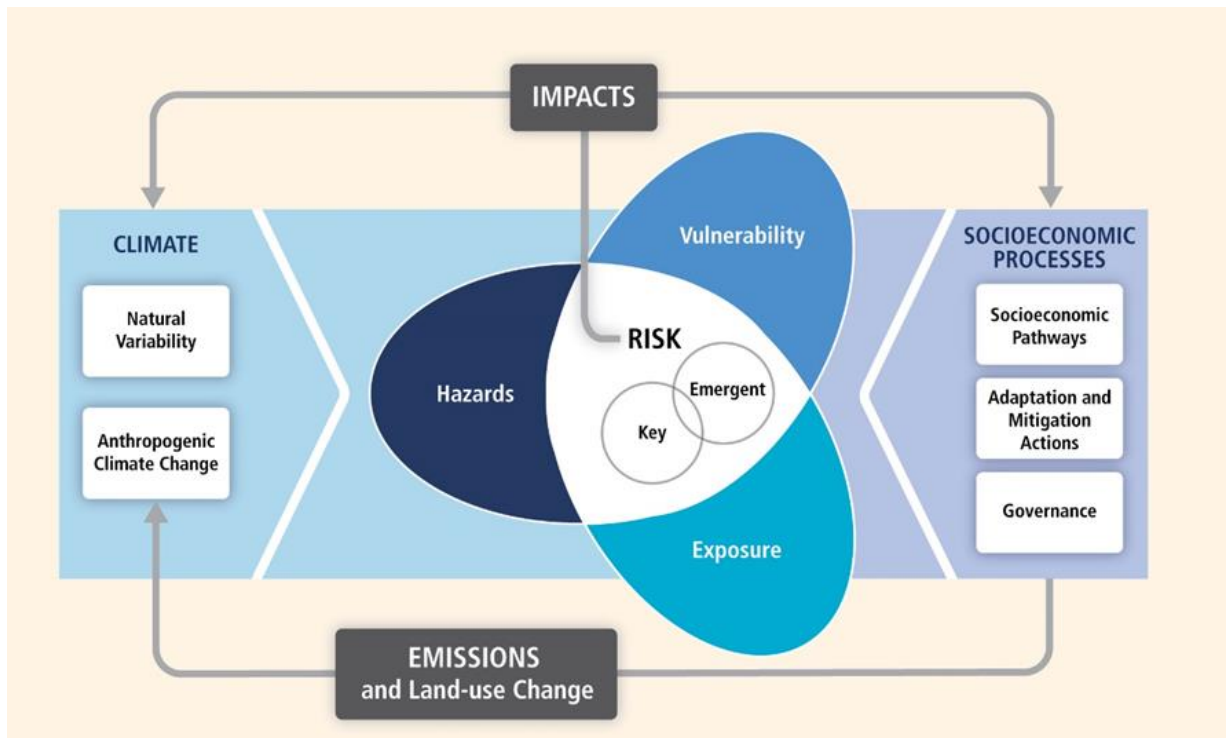 IMPACTS
CLIMATE
Natural
Variability
Anthropogenic
Climate Change
Vulnerability
Hazards
RISK
Emergent
Key
Exposure
SOCIOECONOMIC
PROCESSES
Socioeconomic
Pathways
Adaptation and
Mitigation
Actions
Governance
EMISSIONS
and Land-use Change